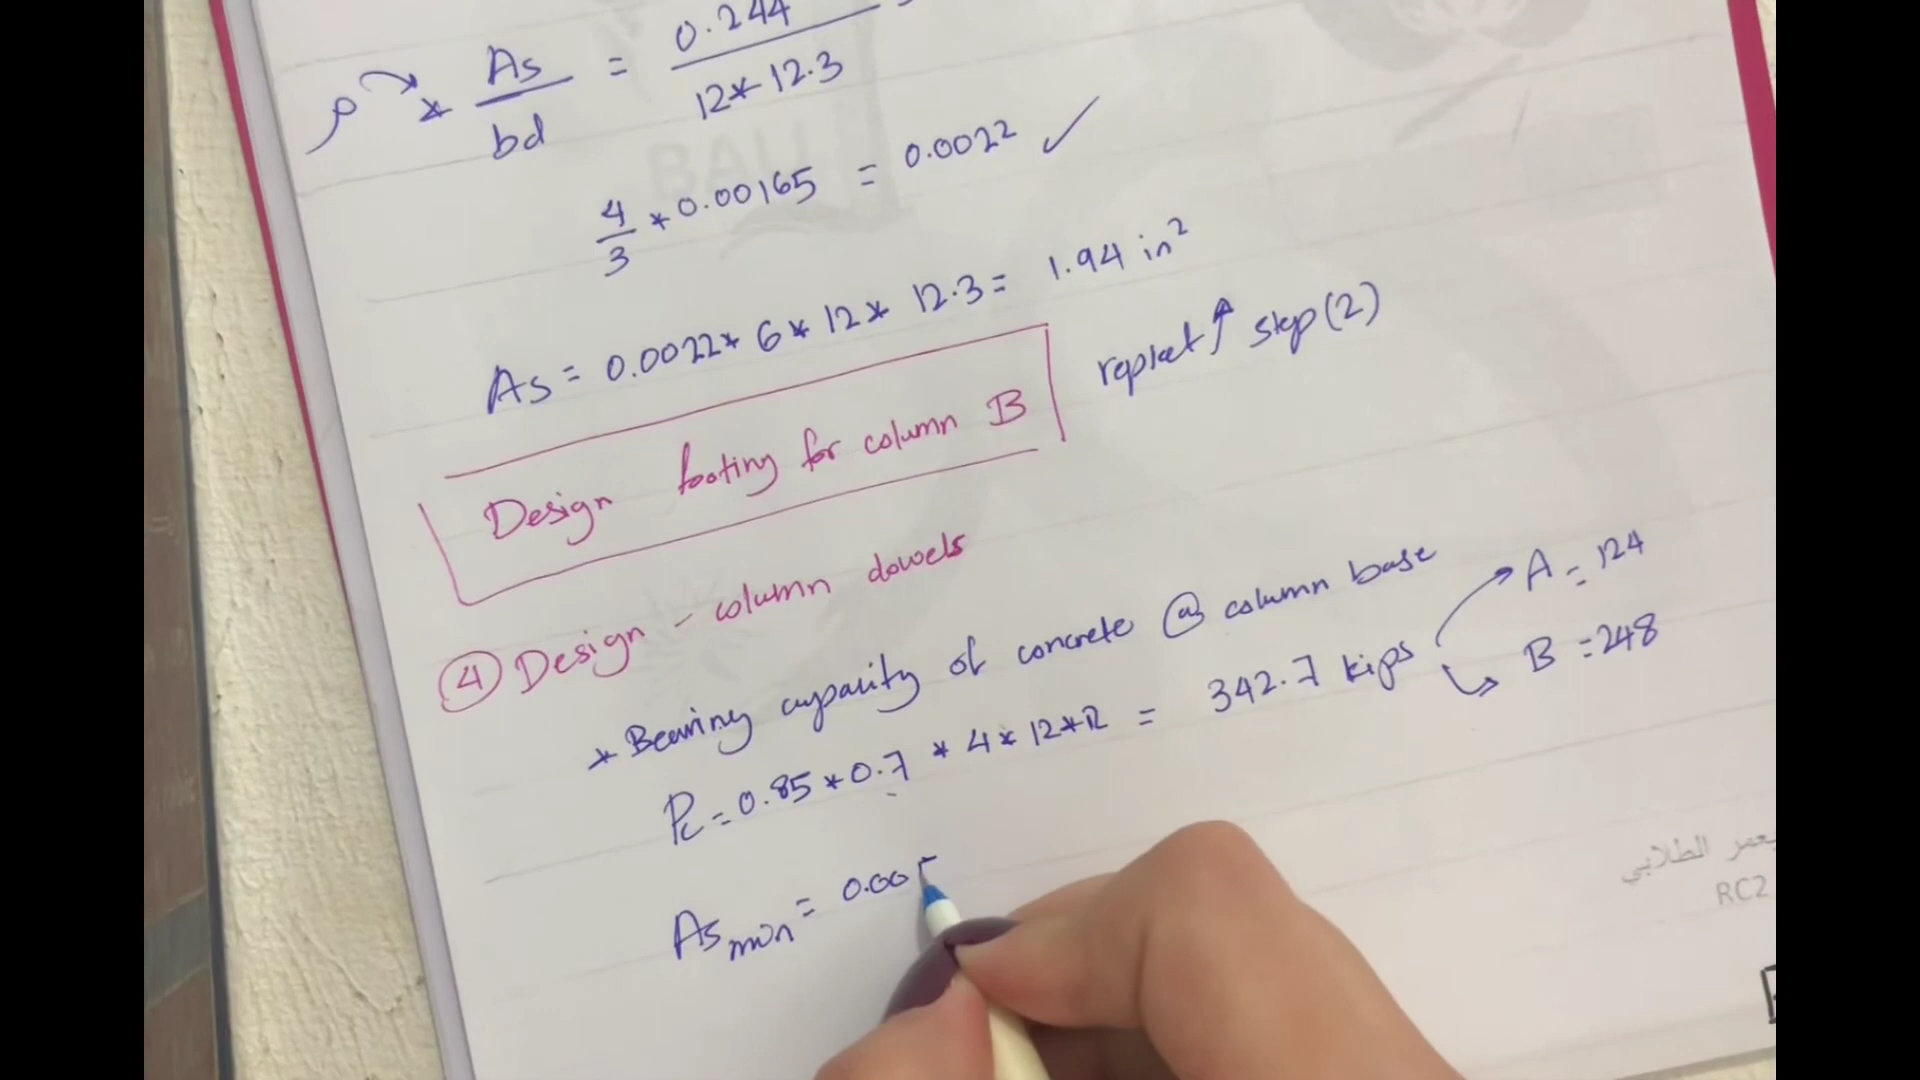 ρ * As/bd = 0.244/12*12.3
4/3 * 0.00165 = 0.0022 ✓
As = 0.0022* 6* 12* 12.3 = 1.94 in²
Design footing for column B
repeat ↑ step (2)
④ Design - column dowels
* Bearing capacity of concrete @ column base
A = 124
Pc = 0.85 * 0.7 * 4 * 12*12 = 342.7 kips
B = 248
As min = 0.005
BAU
الطلابي
RC2